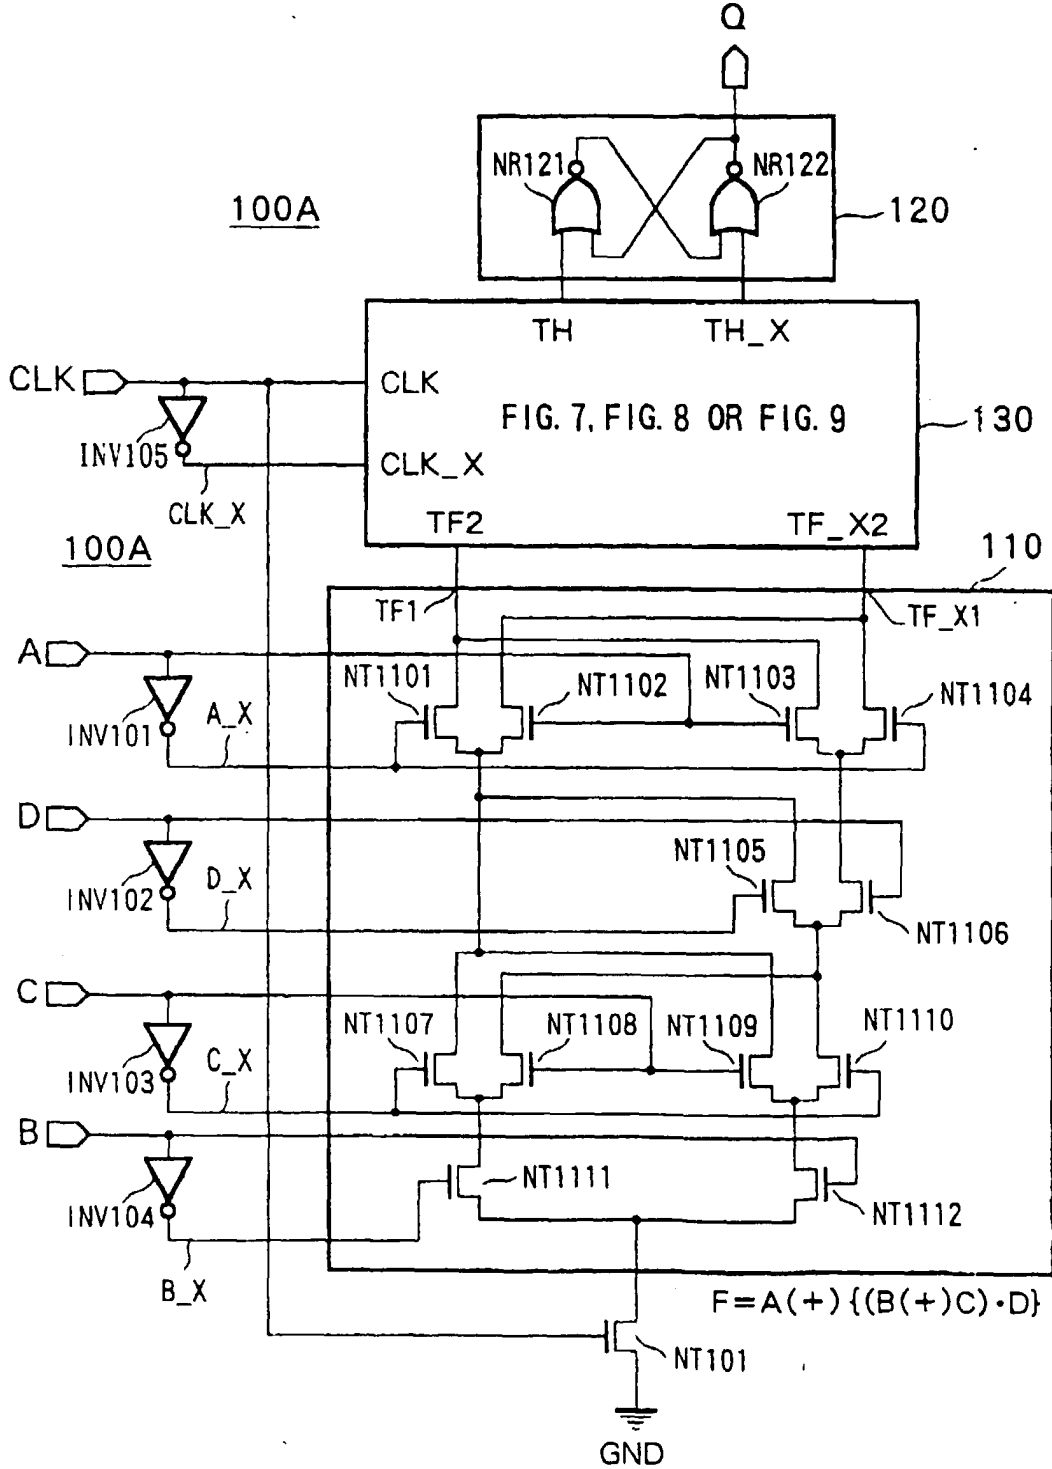 Q
NR121
NR122
100A
120
TH
TH_X
CLK
CLK
FIG. 7, FIG. 8 OR FIG. 9
130
INV105
CLK_X
CLK_X
TF2
TF_X2
100A
110
TF1
TF_X1
A
NT1101
NT1102
NT1103
NT1104
INV101
A_X
D
NT1105
INV102
D_X
NT1106
C
NT1107
NT1108
NT1109
NT1110
INV103
C_X
B
NT1111
NT1112
INV104
B_X
F=A(+){(B(+)C)·D}
NT101
GND